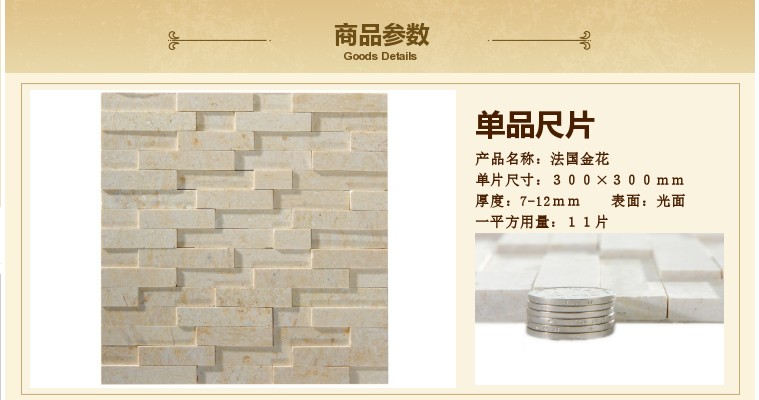 商品参数
Goods Details
单品尺片
产品名称：法国金花
单片尺寸：３００×３００ｍｍ
厚度：7-12ｍｍ　　表面：光面
一平方用量：１１片